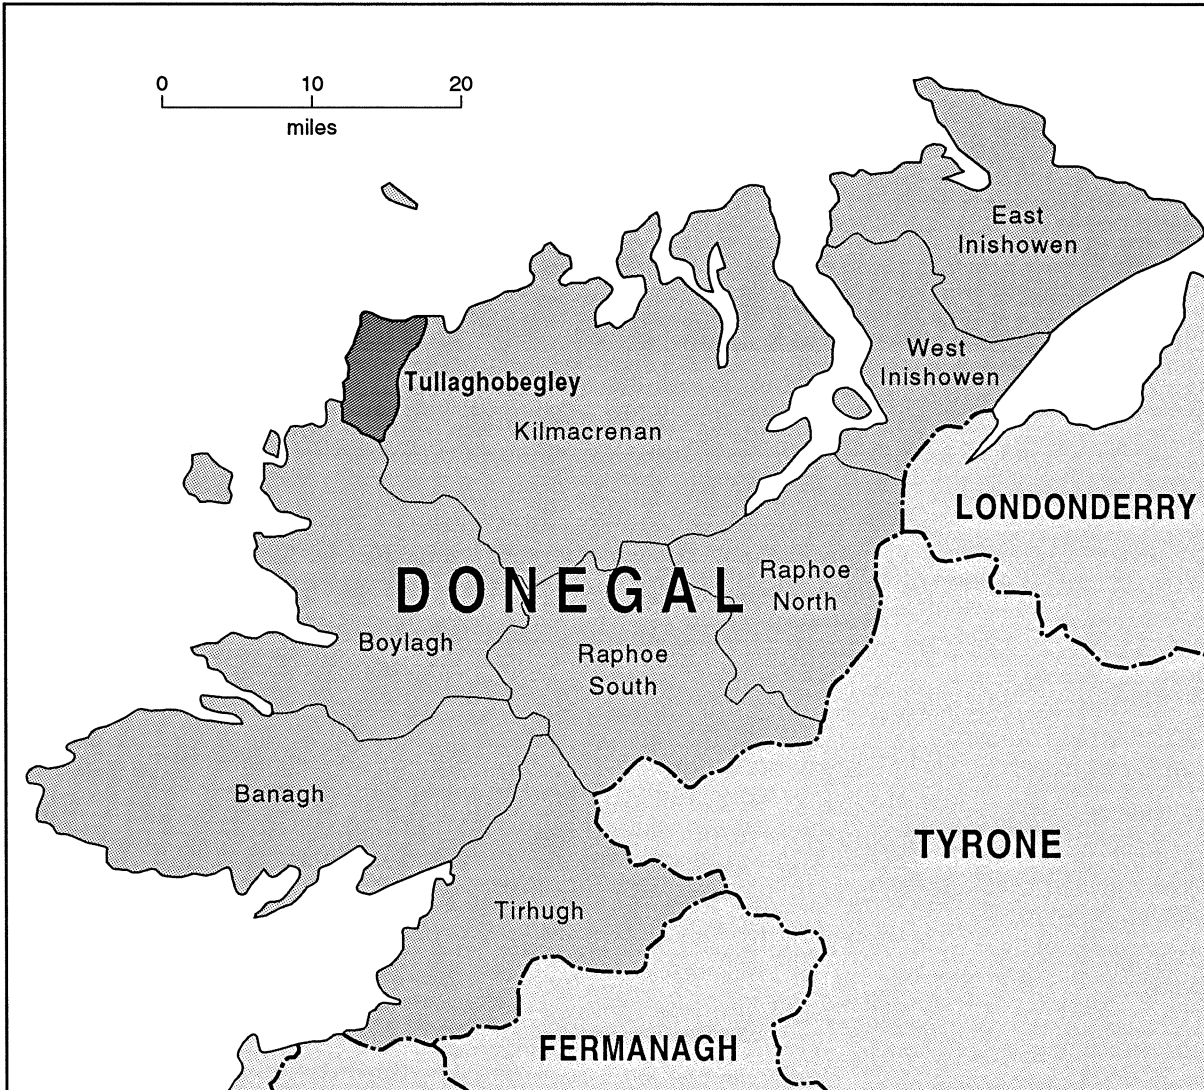 0 10 20
miles
East
Inishowen
West
Inishowen
Tullaghobegley
Kilmacrenan
LONDONDERRY
DONEGAL
Raphoe
North
Boylagh
Raphoe
South
Banagh
TYRONE
Tirhugh
FERMANAGH